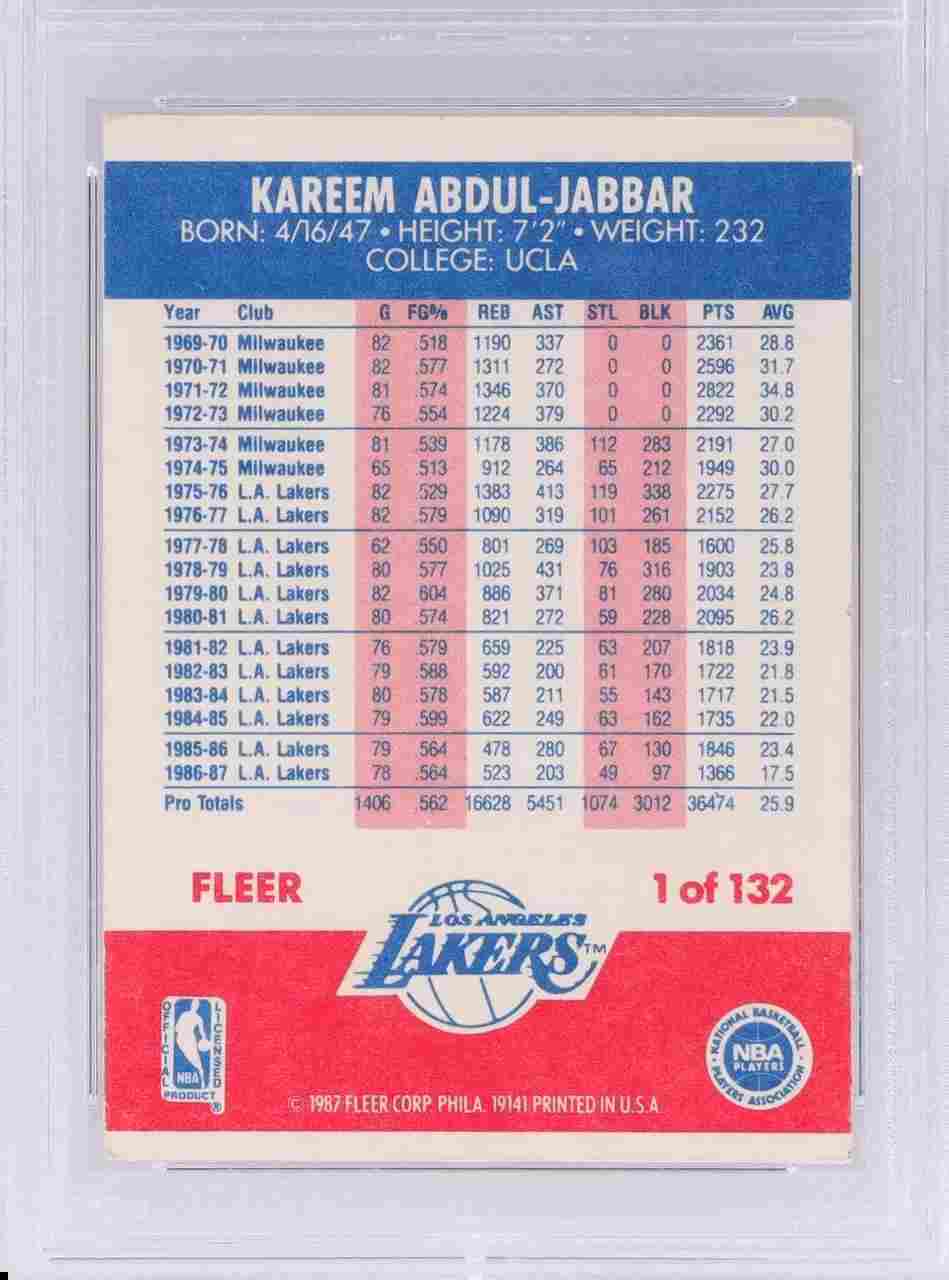 KAREEM ABDUL-JABBAR
BORN: 4/16/47 • HEIGHT: 7'2" • WEIGHT: 232
COLLEGE: UCLA
Year Club G FG% REB AST STL BLK PTS AVG
1969-70 Milwaukee 82 .518 1190 337 0 0 2361 28.8
1970-71 Milwaukee 82 .577 1311 272 0 0 2596 31.7
1971-72 Milwaukee 81 .574 1346 370 0 0 2822 34.8
1972-73 Milwaukee 76 .554 1224 379 0 0 2292 30.2
1973-74 Milwaukee 81 .539 1178 386 112 283 2191 27.0
1974-75 Milwaukee 65 .513 912 264 65 212 1949 30.0
1975-76 L.A. Lakers 82 .529 1383 413 119 338 2275 27.7
1976-77 L.A. Lakers 82 .579 1090 319 101 261 2152 26.2
1977-78 L.A. Lakers 62 .550 801 269 103 185 1600 25.8
1978-79 L.A. Lakers 80 .577 1025 431 76 316 1903 23.8
1979-80 L.A. Lakers 82 .604 886 371 81 280 2034 24.8
1980-81 L.A. Lakers 80 .574 821 272 59 228 2095 26.2
1981-82 L.A. Lakers 76 .579 659 225 63 207 1818 23.9
1982-83 L.A. Lakers 79 .588 592 200 61 170 1722 21.8
1983-84 L.A. Lakers 80 .578 587 211 55 143 1717 21.5
1984-85 L.A. Lakers 79 .599 622 249 63 162 1735 22.0
1985-86 L.A. Lakers 79 .564 478 280 67 130 1846 23.4
1986-87 L.A. Lakers 78 .564 523 203 49 97 1366 17.5
Pro Totals 1406 .562 16628 5451 1074 3012 36474 25.9
FLEER
1 of 132
LOS ANGELES
LAKERS™
OFFICIAL LICENSED
NBA
PRODUCT ®
NATIONAL BASKETBALL
NBA
PLAYERS
PLAYERS ASSOCIATION
© 1987 FLEER CORP. PHILA. 19141 PRINTED IN U.S.A.